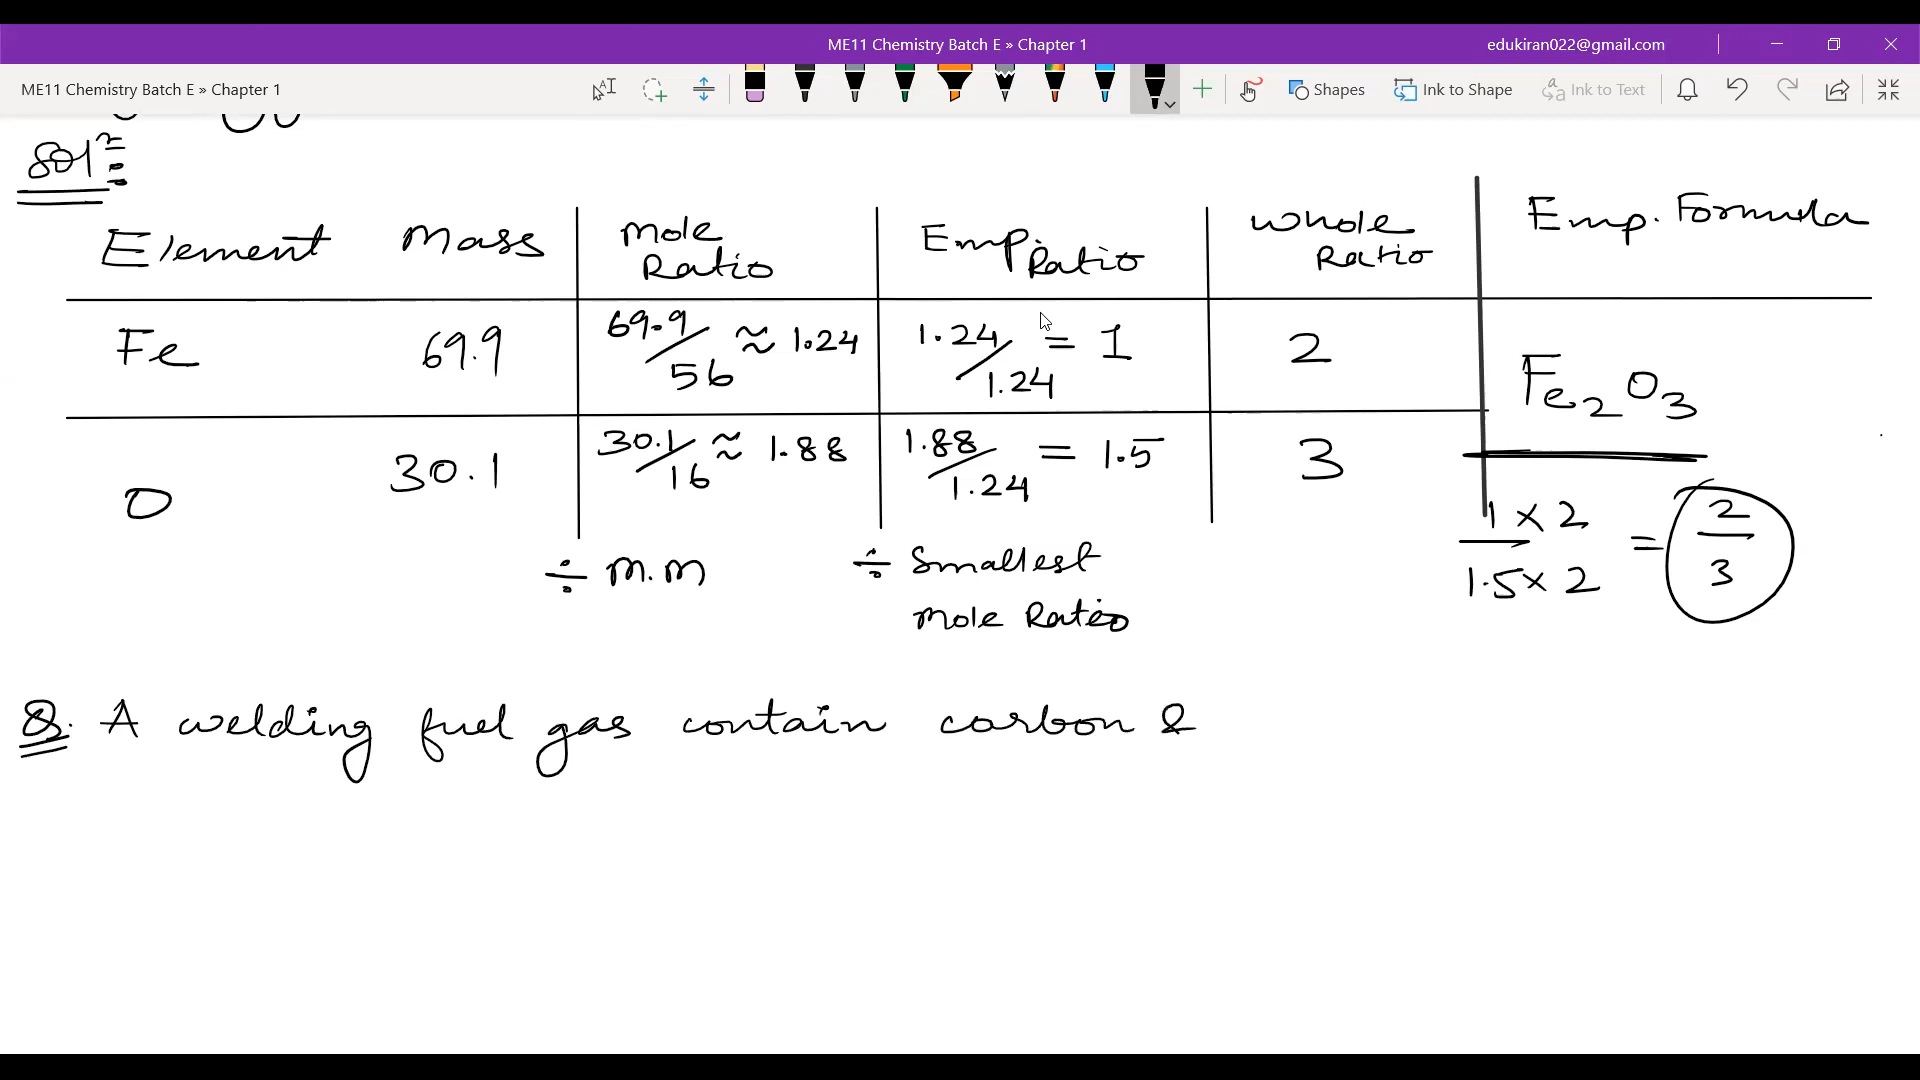 ME11 Chemistry Batch E » Chapter 1
edukiran022@gmail.com
ME11 Chemistry Batch E » Chapter 1
Shapes
Ink to Shape
Ink to Text
Solⁿ:
Element Mass Mole Ratio Emp. Ratio Whole Ratio Emp. Formula
Fe 69.9 69.9/56 ≈ 1.24 1.24/1.24 = 1 2 Fe₂O₃
O 30.1 30.1/16 ≈ 1.88 1.88/1.24 = 1.5 3
1 × 2 / 1.5 × 2 = 2/3
÷ M.M ÷ Smallest
Mole Ratio
Q. A welding fuel gas contain carbon &